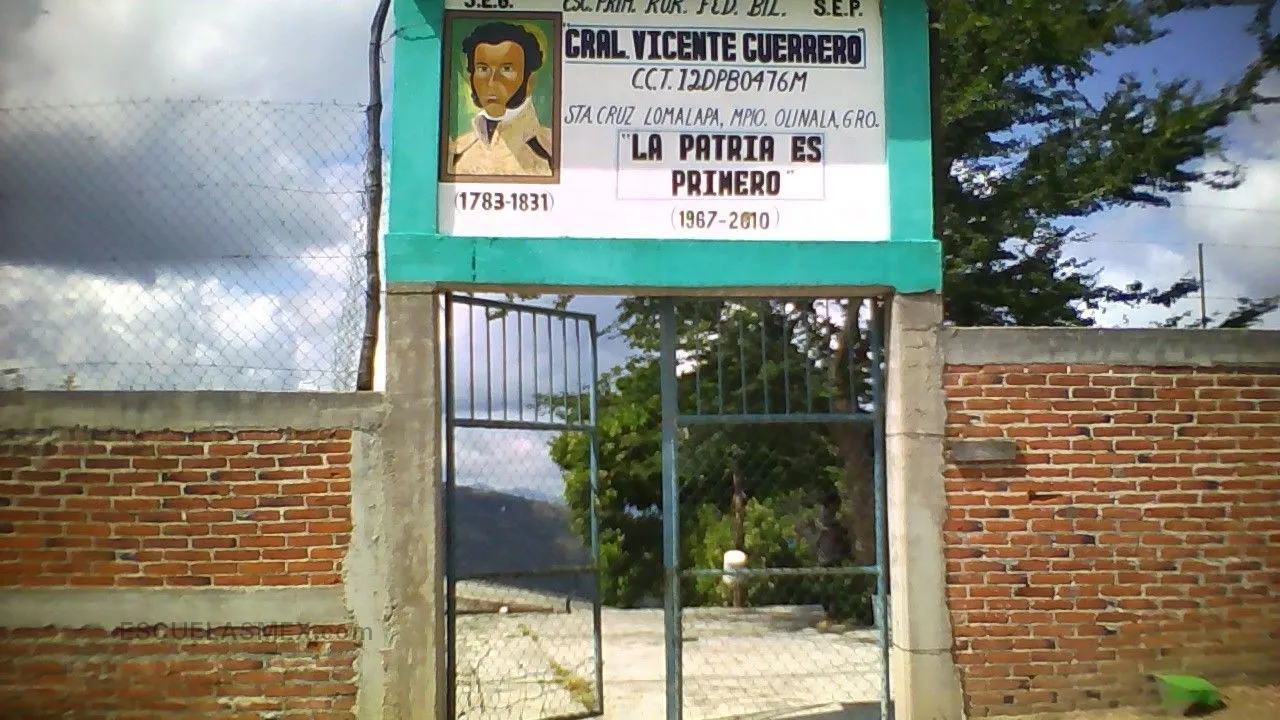 S.E.G. ESC. PRIM. RUR. FED. BIL. S.E.P.
"GRAL. VICENTE GUERRERO"
C.C.T. 12DPB0476M
STA. CRUZ LOMALAPA, MPIO. OLINALA, GRO.
"LA PATRIA ES
PRIMERO"
(1783-1831)
(1967-2010)
ESCUELASMEX.com